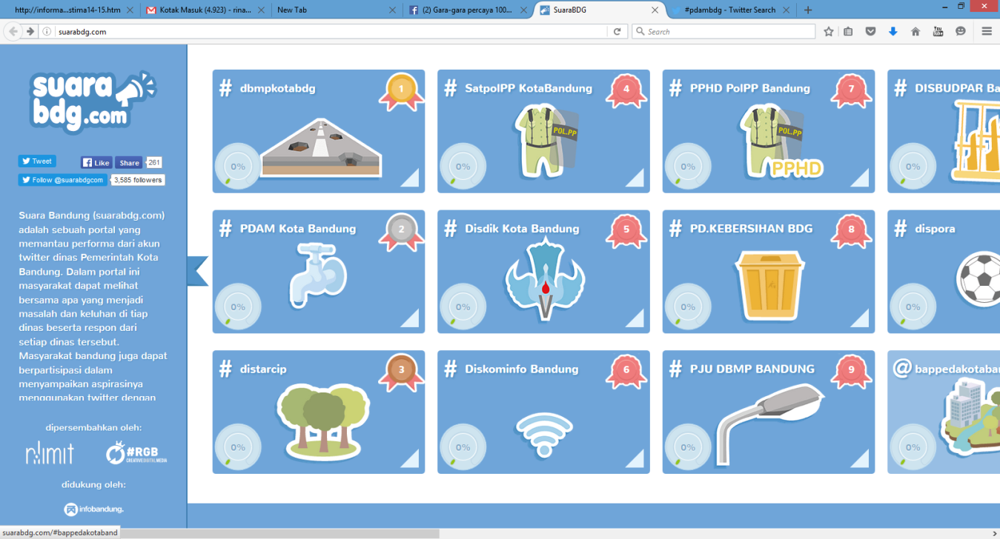 http://informa...stima14-15.htm
Kotak Masuk (4.923) - rina...
New Tab
(2) Gara-gara percaya 100...
SuaraBDG
#pdambdg - Twitter Search
suarabdg.com
Search
suara
bdg.com
Tweet
Like
Share
261
Follow @suarabdgcom
3,585 followers
Suara Bandung (suarabdg.com)
adalah sebuah portal yang
memantau performa dari akun
twitter dinas Pemerintah Kota
Bandung. Dalam portal ini
masyarakat dapat melihat
bersama apa yang menjadi
masalah dan keluhan di tiap
dinas beserta respon dari
setiap dinas tersebut.
Masyarakat bandung juga dapat
berpartisipasi dalam
menyampaikan aspirasinya
menggunakan twitter dengan
dipersembahkan oleh:
#RGB
CREATIVEDIGITALMEDIA
didukung oleh:
infobandung.
# dbmpkotabdg
1
0%
# SatpolPP KotaBandung
4
POL.PP
0%
# PPHD PolPP Bandung
7
POL.PP
PPHD
0%
# DISBUDPAR Ba
0%
# PDAM Kota Bandung
2
0%
# Disdik Kota Bandung
5
0%
# PD.KEBERSIHAN BDG
8
0%
# dispora
0%
# distarcip
3
0%
# Diskominfo Bandung
6
0%
# PJU DBMP BANDUNG
9
0%
@ bappedakotaban
0%
suarabdg.com/#bappedakotaband